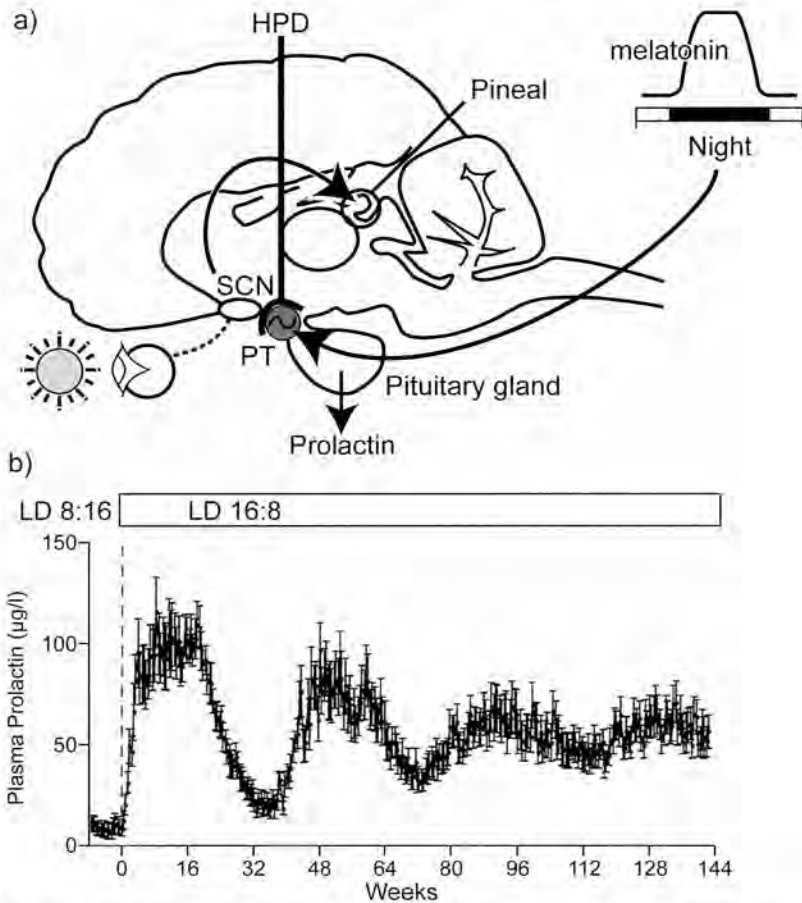 a)
HPD
melatonin
Pineal
Night
SCN
PT
Pituitary gland
Prolactin
b)
LD 8:16
LD 16:8
150
100
50
0
Plasma Prolactin (µg/l)
0 16 32 48 64 80 96 112 128 144
Weeks